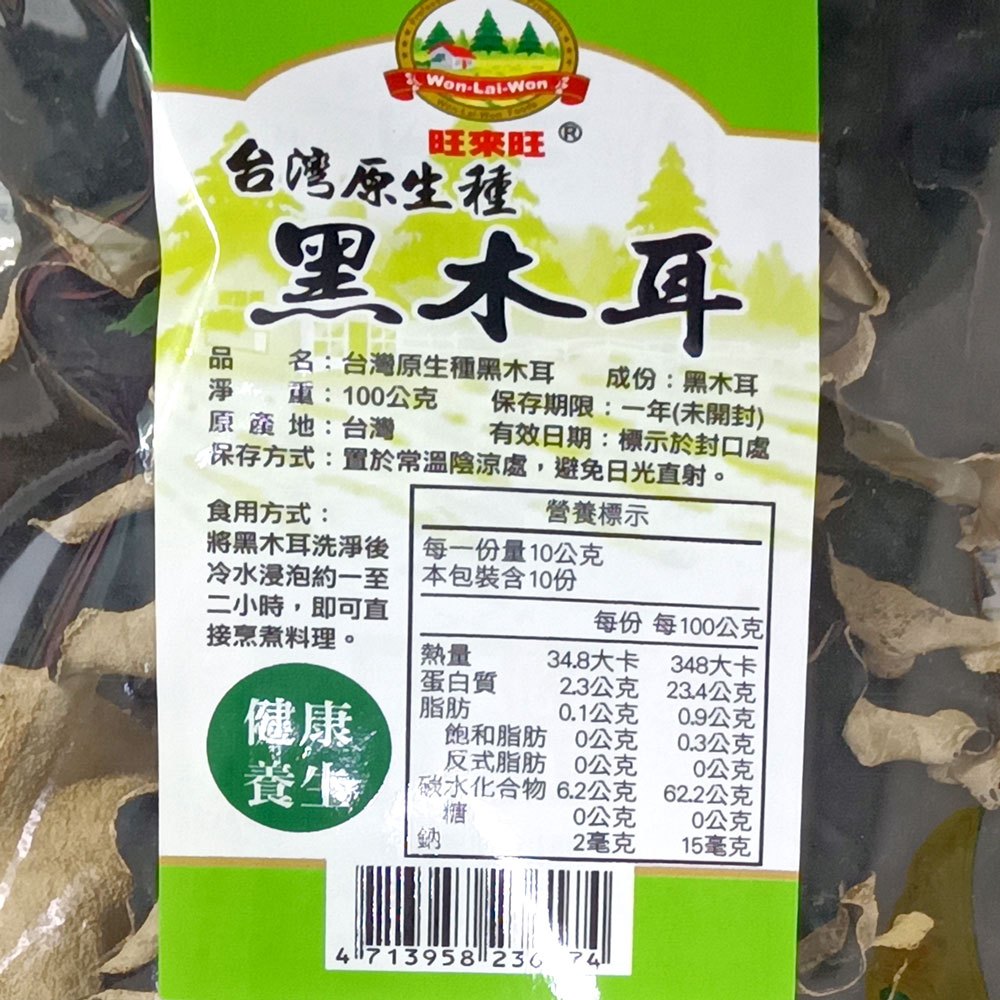 Won-Lai-Won
Won-Lai-Won Foods
旺來旺®
台灣原生種
黑木耳
品名：台灣原生種黑木耳 成份：黑木耳
淨重：100公克 保存期限：一年(未開封)
原產地：台灣 有效日期：標示於封口處
保存方式：置於常溫陰涼處，避免日光直射。
食用方式：
將黑木耳洗淨後
冷水浸泡約一至
二小時，即可直
接烹煮料理。
健康
養生
營養標示
每一份量10公克
本包裝含10份
每份 每100公克
熱量 34.8大卡 348大卡
蛋白質 2.3公克 23.4公克
脂肪 0.1公克 0.9公克
飽和脂肪 0公克 0.3公克
反式脂肪 0公克 0公克
碳水化合物 6.2公克 62.2公克
糖 0公克 0公克
鈉 2毫克 15毫克
4 713958 23 74